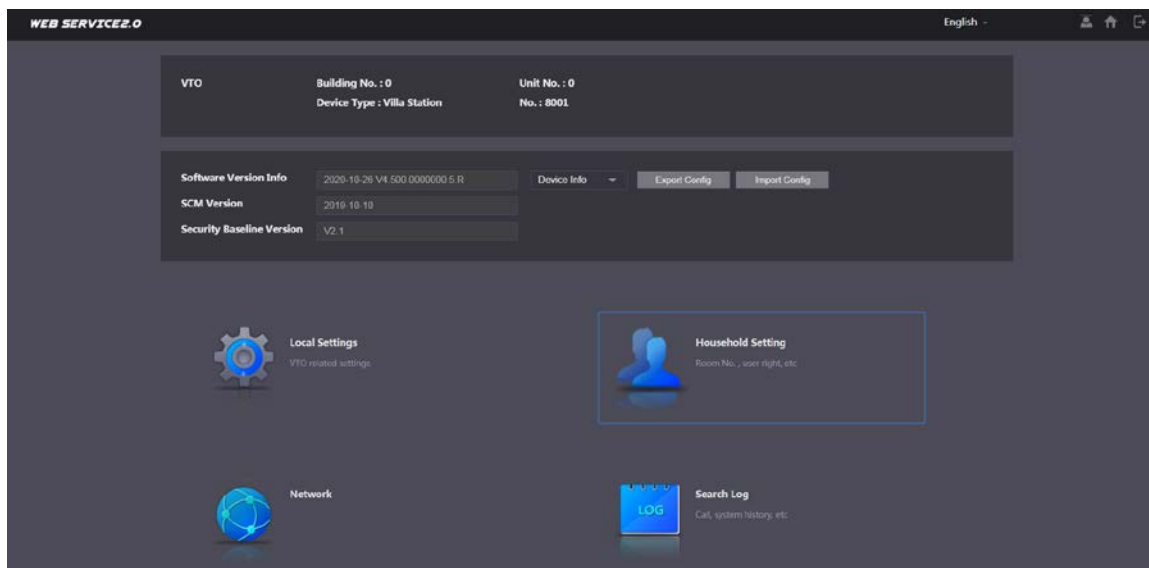 WEB SERVICE2.0
English
VTO Building No. : 0 Unit No. : 0
Device Type : Villa Station No. : 8001
Software Version Info 2020-10-26 V4.500.0000000.5.R Device Info Export Config Import Config
SCM Version 2019-10-10
Security Baseline Version V2.1
Local Settings Household Setting
VTO related settings Room No. , user right, etc
Network Search Log
LOG Call, system history, etc